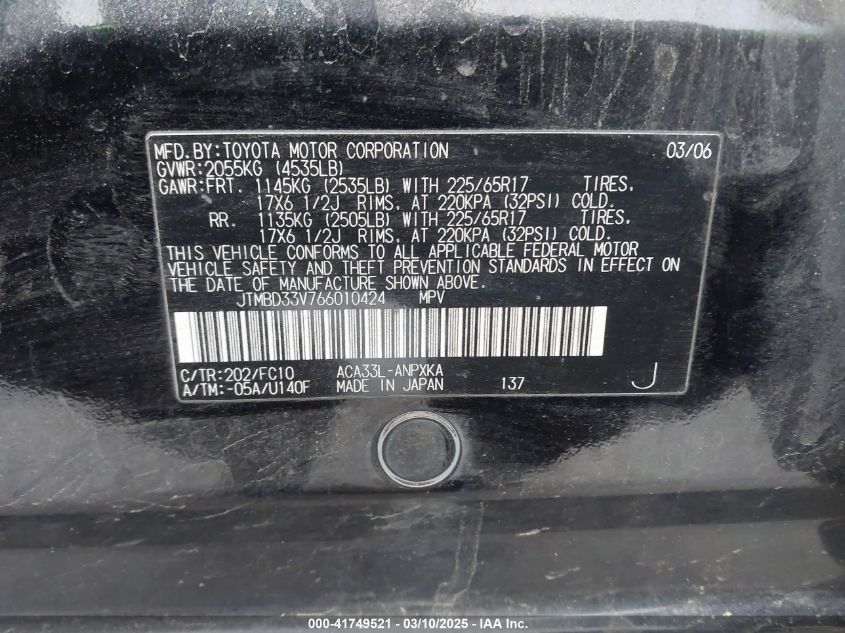 MFD.BY:TOYOTA MOTOR CORPORATION 03/06
GVWR:2055KG (4535LB)
GAWR:FRT. 1145KG (2535LB) WITH 225/65R17 TIRES.
17X6 1/2J RIMS. AT 220KPA (32PSI) COLD.
RR. 1135KG (2505LB) WITH 225/65R17 TIRES.
17X6 1/2J RIMS. AT 220KPA (32PSI) COLD.
THIS VEHICLE CONFORMS TO ALL APPLICABLE FEDERAL MOTOR
VEHICLE SAFETY AND THEFT PREVENTION STANDARDS IN EFFECT ON
THE DATE OF MANUFACTURE SHOWN ABOVE.
JTMBD33V766010424 MPV
C/TR:202/FC10 ACA33L-ANPXKA
A/TM:-05A/U140F MADE IN JAPAN 137 J
000-41749521 - 03/10/2025 - IAA Inc.